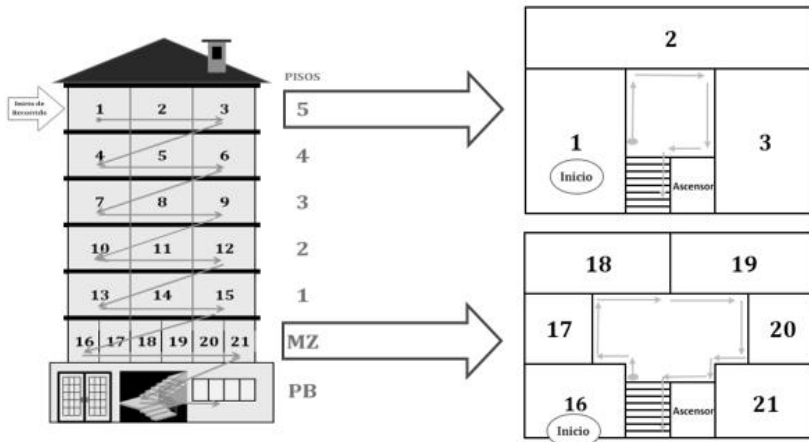 PISOS
Inicio de
Recorrido
1 2 3
5
4 5 6
4
7 8 9
3
10 11 12
2
13 14 15
1
16 17 18 19 20 21
MZ
PB
2
1
3
Inicio
Ascensor
18 19
17 20
16 21
Ascensor
Inicio